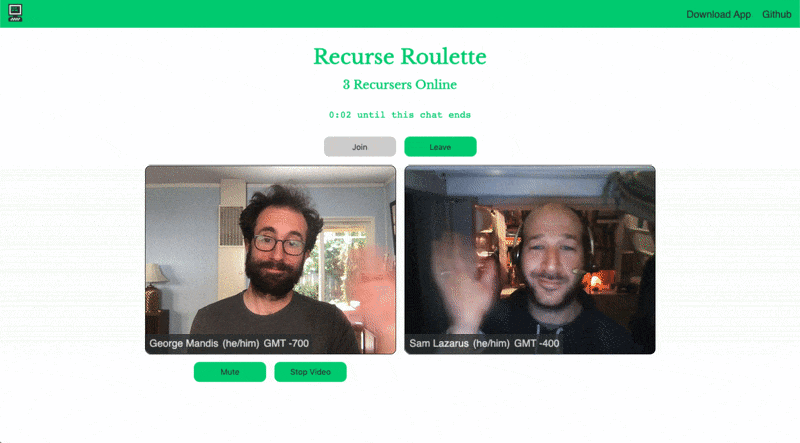 Download App Github
Recurse Roulette
3 Recursers Online
0:02 until this chat ends
Join Leave
George Mandis (he/him) GMT -700
Sam Lazarus (he/him) GMT -400
Mute Stop Video